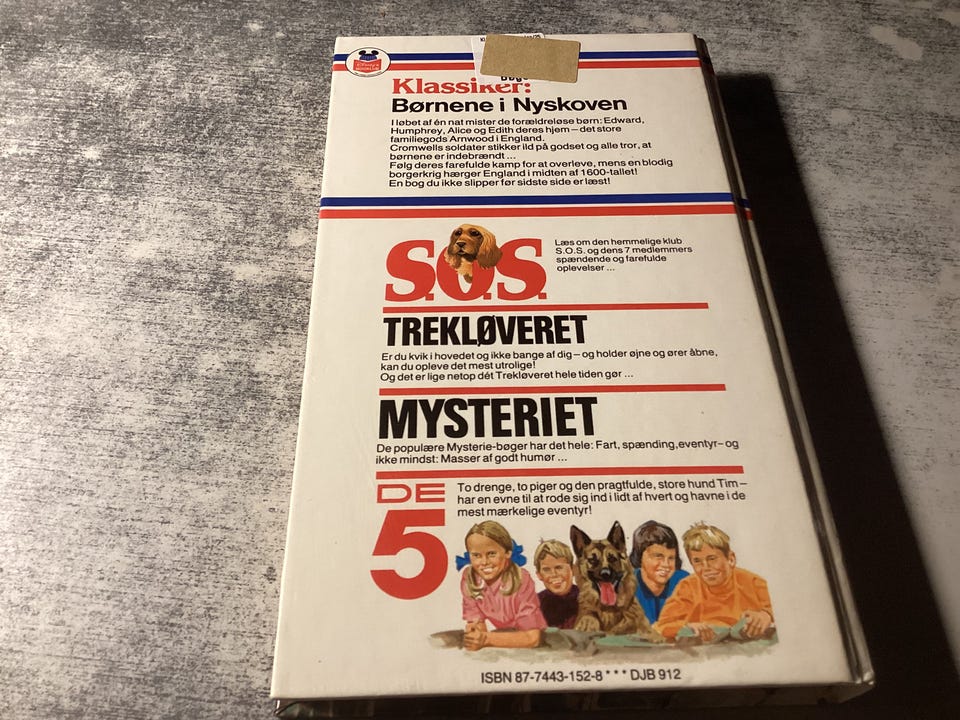 Klassiker:
Børnene i Nyskoven
I løbet af én nat mister de forældreløse børn: Edward,
Humphrey, Alice og Edith deres hjem – det store
familiegods Arnwood i England.
Cromwells soldater stikker ild på godset og alle tror, at
børnene er indebrændt ...
Følg deres farefulde kamp for at overleve, mens en blodig
borgerkrig hærger England i midten af 1600-tallet!
En bog du ikke slipper før sidste side er læst!
S.O.S.
Læs om den hemmelige klub
S.O.S. og dens 7 medlemmers
spændende og farefulde
oplevelser ...
TREKLØVERET
Er du kvik i hovedet og ikke bange af dig – og holder øjne og ører åbne,
kan du opleve det mest utrolige!
Og det er lige netop dét Trekløveret hele tiden gør ...
MYSTERIET
De populære Mysterie-bøger har det hele: Fart, spænding, eventyr – og
ikke mindst: Masser af godt humør ...
DE
5
To drenge, to piger og den pragtfulde, store hund Tim –
har en evne til at rode sig ind i lidt af hvert og havne i de
mest mærkelige eventyr!
ISBN 87-7443-152-8 * * * DJB 912